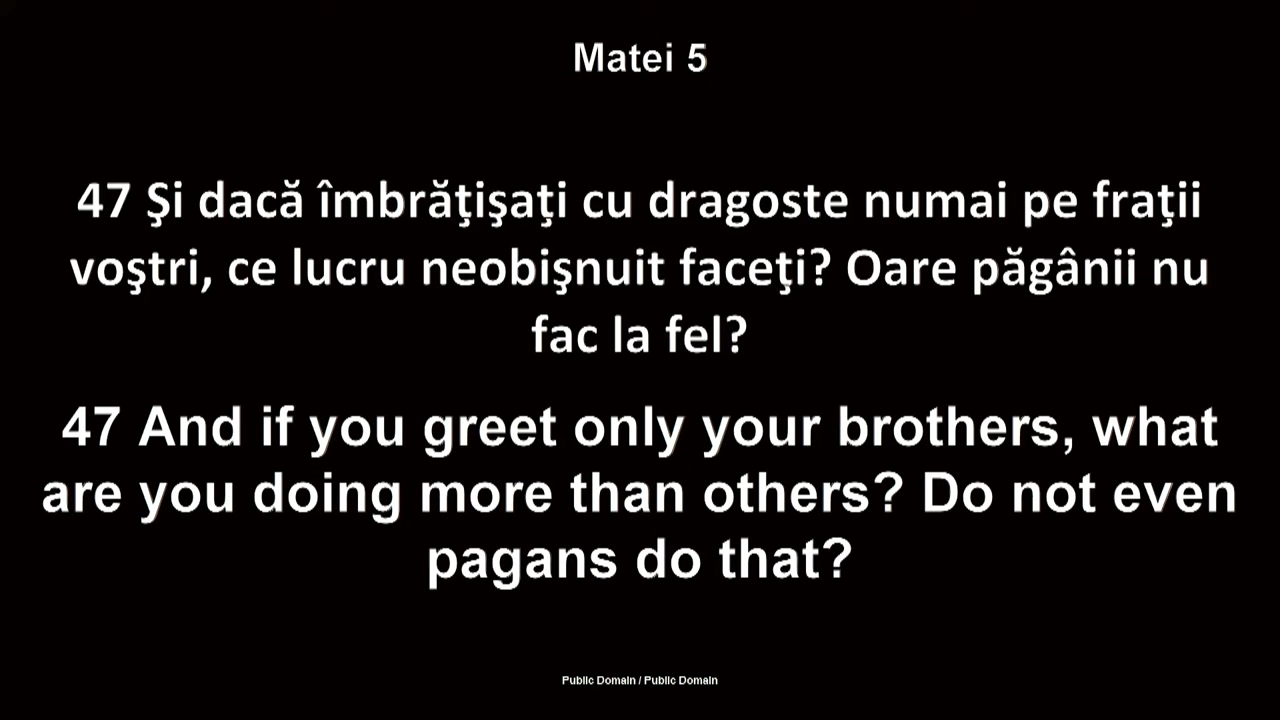 Matei 5
47 Şi dacă îmbrăţişaţi cu dragoste numai pe fraţii
voştri, ce lucru neobişnuit faceţi? Oare păgânii nu
fac la fel?
47 And if you greet only your brothers, what
are you doing more than others? Do not even
pagans do that?
Public Domain / Public Domain